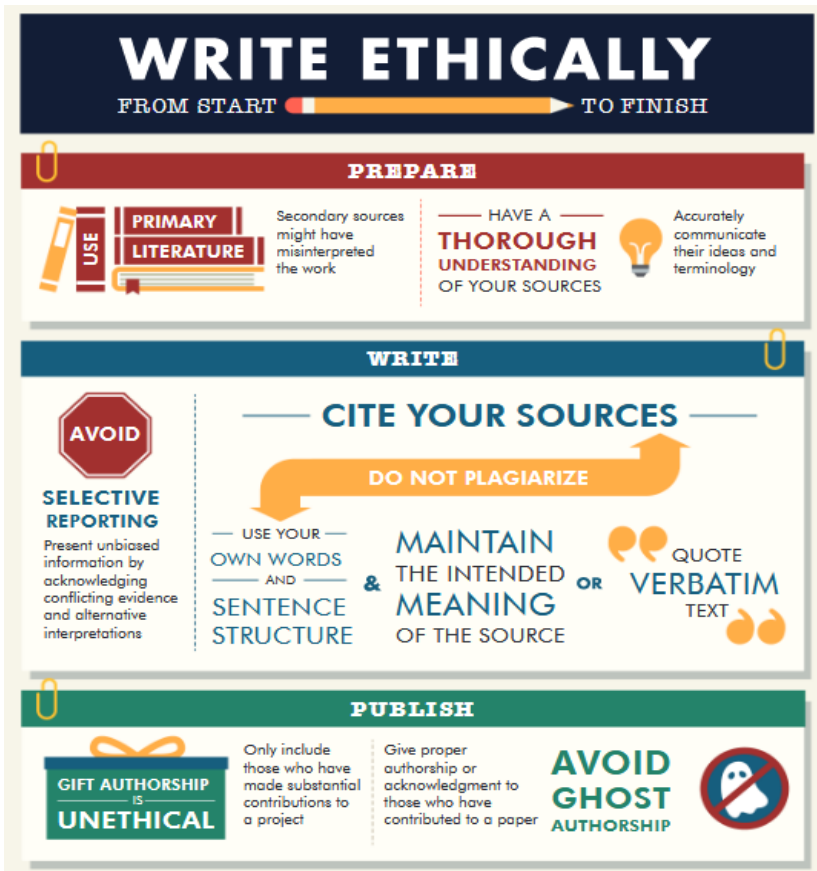 WRITE ETHICALLY
FROM START TO FINISH
PREPARE
USE
PRIMARY
LITERATURE
Secondary sources
might have
misinterpreted
the work
HAVE A
THOROUGH
UNDERSTANDING
OF YOUR SOURCES
Accurately
communicate
their ideas and
terminology
WRITE
AVOID
SELECTIVE
REPORTING
Present unbiased
information by
acknowledging
conflicting evidence
and alternative
interpretations
CITE YOUR SOURCES
DO NOT PLAGIARIZE
USE YOUR
OWN WORDS
AND
SENTENCE
STRUCTURE
&
MAINTAIN
THE INTENDED
MEANING
OF THE SOURCE
OR
QUOTE
VERBATIM
TEXT
PUBLISH
GIFT AUTHORSHIP
IS
UNETHICAL
Only include
those who have
made substantial
contributions to
a project
Give proper
authorship or
acknowledgment to
those who have
contributed to a paper
AVOID
GHOST
AUTHORSHIP